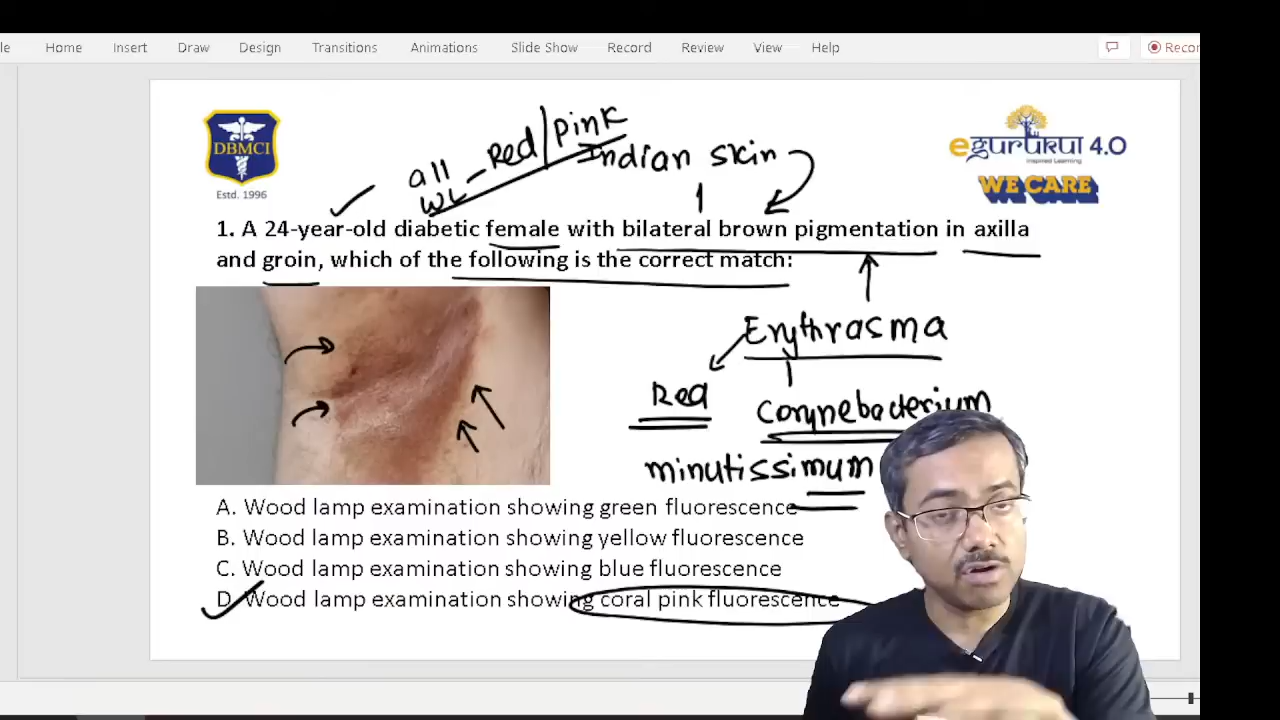 Home Insert Draw Design Transitions Animations Slide Show Record Review View Help
DBMCI
Estd. 1996
all Red/Pink
WL
Indian skin
egurukul 4.0
Inspired Learning
WE CARE
1. A 24-year-old diabetic female with bilateral brown pigmentation in axilla
and groin, which of the following is the correct match:
Erythrasma
Red
Corynebacterium
minutissimum
A. Wood lamp examination showing green fluorescence
B. Wood lamp examination showing yellow fluorescence
C. Wood lamp examination showing blue fluorescence
D. Wood lamp examination showing coral pink fluorescence